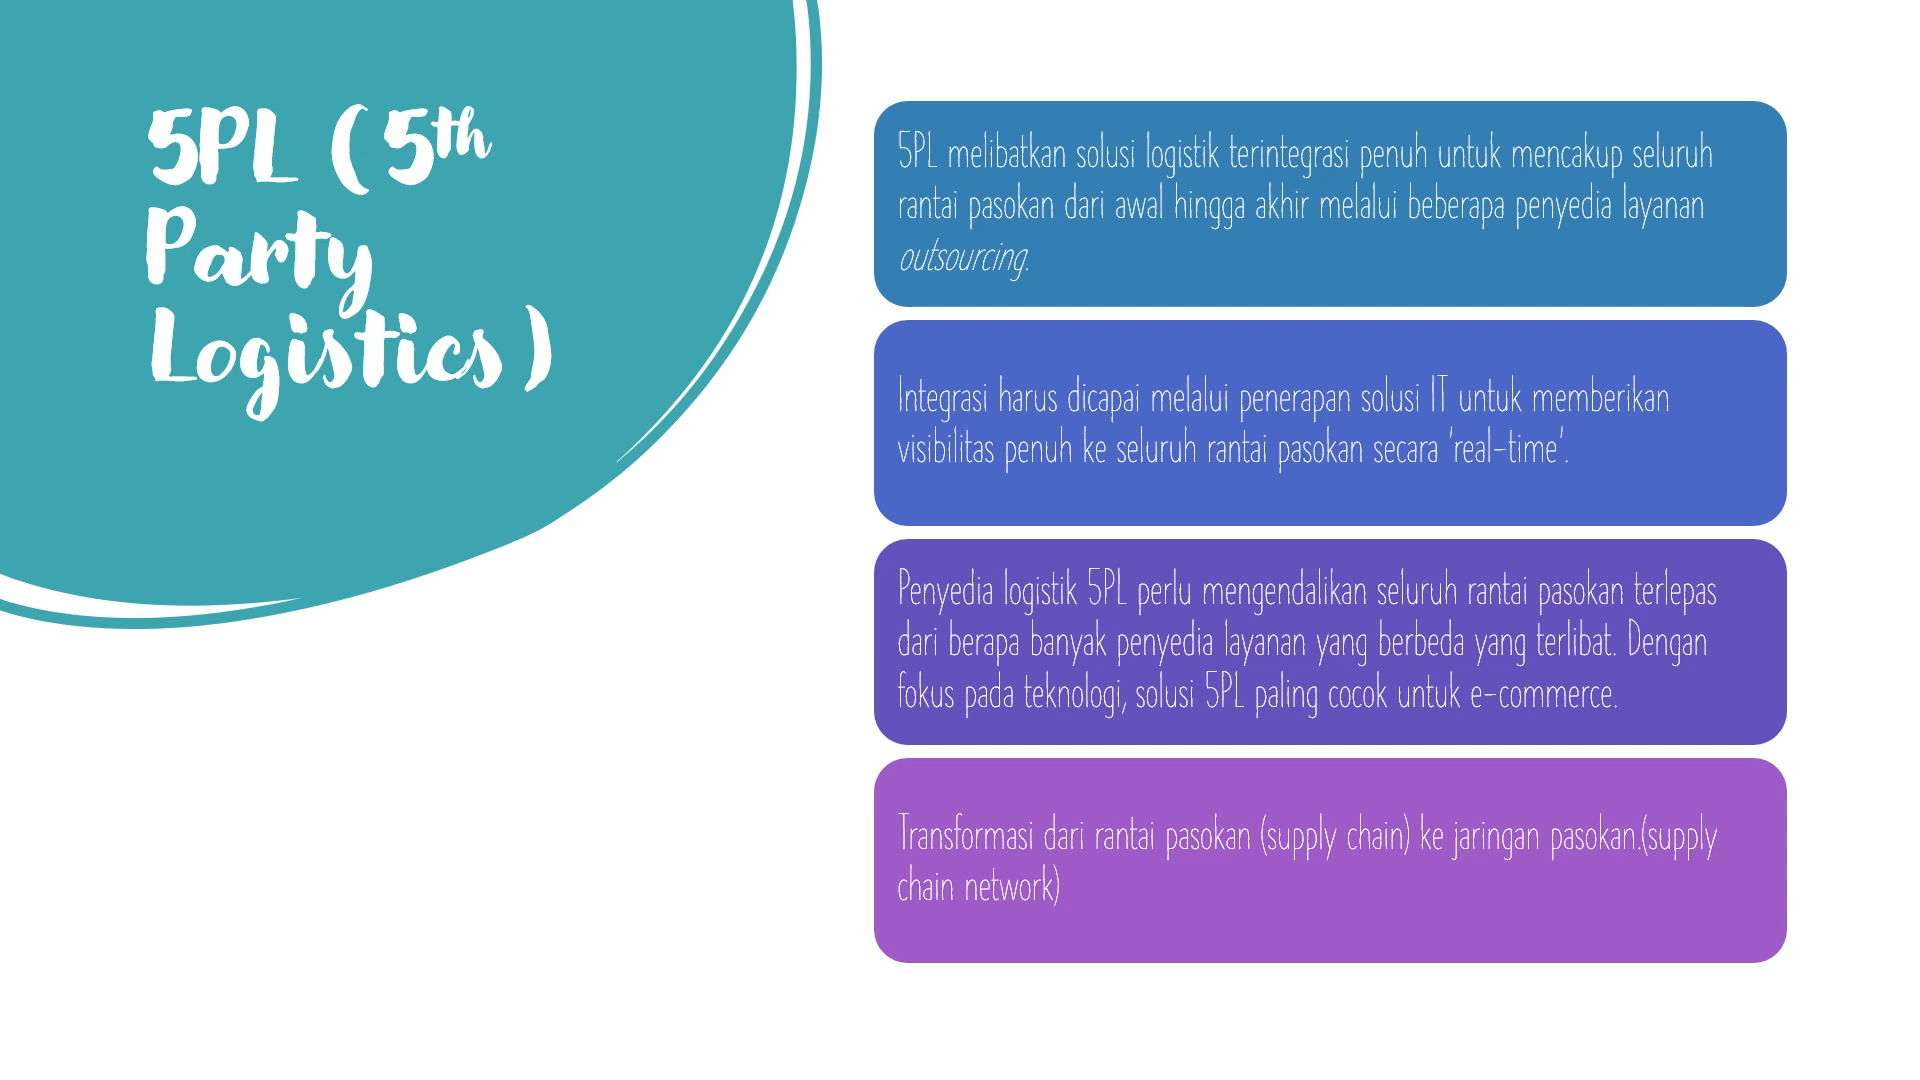 5PL (5th
Party
Logistics)
5PL melibatkan solusi logistik terintegrasi penuh untuk mencakup seluruh
rantai pasokan dari awal hingga akhir melalui beberapa penyedia layanan
outsourcing.
Integrasi harus dicapai melalui penerapan solusi IT untuk memberikan
visibilitas penuh ke seluruh rantai pasokan secara 'real-time'.
Penyedia logistik 5PL perlu mengendalikan seluruh rantai pasokan terlepas
dari berapa banyak penyedia layanan yang berbeda yang terlibat. Dengan
fokus pada teknologi, solusi 5PL paling cocok untuk e-commerce.
Transformasi dari rantai pasokan (supply chain) ke jaringan pasokan.(supply
chain network)